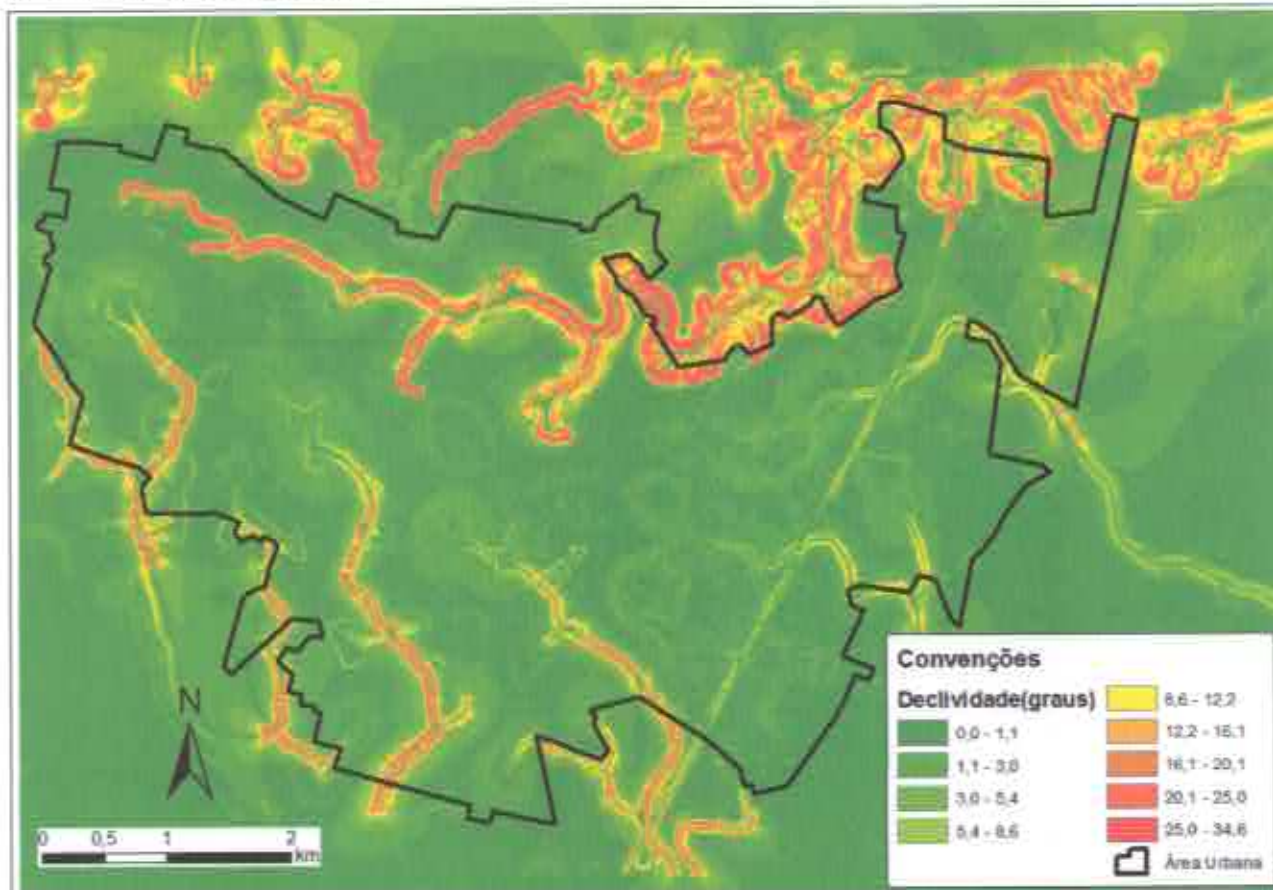 N
0 0,5 1 2
km
Convenções
Declividade(graus)
0,0 - 1,1
1,1 - 3,0
3,0 - 5,4
5,4 - 8,6
8,6 - 12,2
12,2 - 16,1
16,1 - 20,1
20,1 - 25,0
25,0 - 34,6
Área Urbana